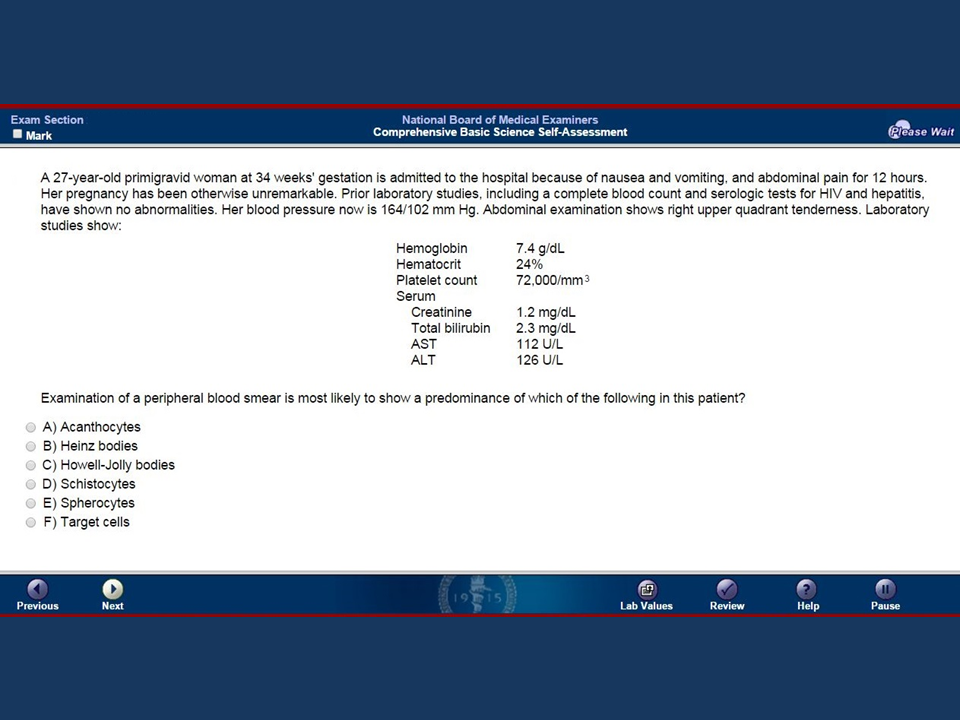 Exam Section
Mark
National Board of Medical Examiners
Comprehensive Basic Science Self-Assessment
Please Wait
A 27-year-old primigravid woman at 34 weeks' gestation is admitted to the hospital because of nausea and vomiting, and abdominal pain for 12 hours.
Her pregnancy has been otherwise unremarkable. Prior laboratory studies, including a complete blood count and serologic tests for HIV and hepatitis,
have shown no abnormalities. Her blood pressure now is 164/102 mm Hg. Abdominal examination shows right upper quadrant tenderness. Laboratory
studies show:
Hemoglobin 7.4 g/dL
Hematocrit 24%
Platelet count 72,000/mm³
Serum
Creatinine 1.2 mg/dL
Total bilirubin 2.3 mg/dL
AST 112 U/L
ALT 126 U/L
Examination of a peripheral blood smear is most likely to show a predominance of which of the following in this patient?
A) Acanthocytes
B) Heinz bodies
C) Howell-Jolly bodies
D) Schistocytes
E) Spherocytes
F) Target cells
Previous
Next
1915
Lab Values
Review
Help
Pause